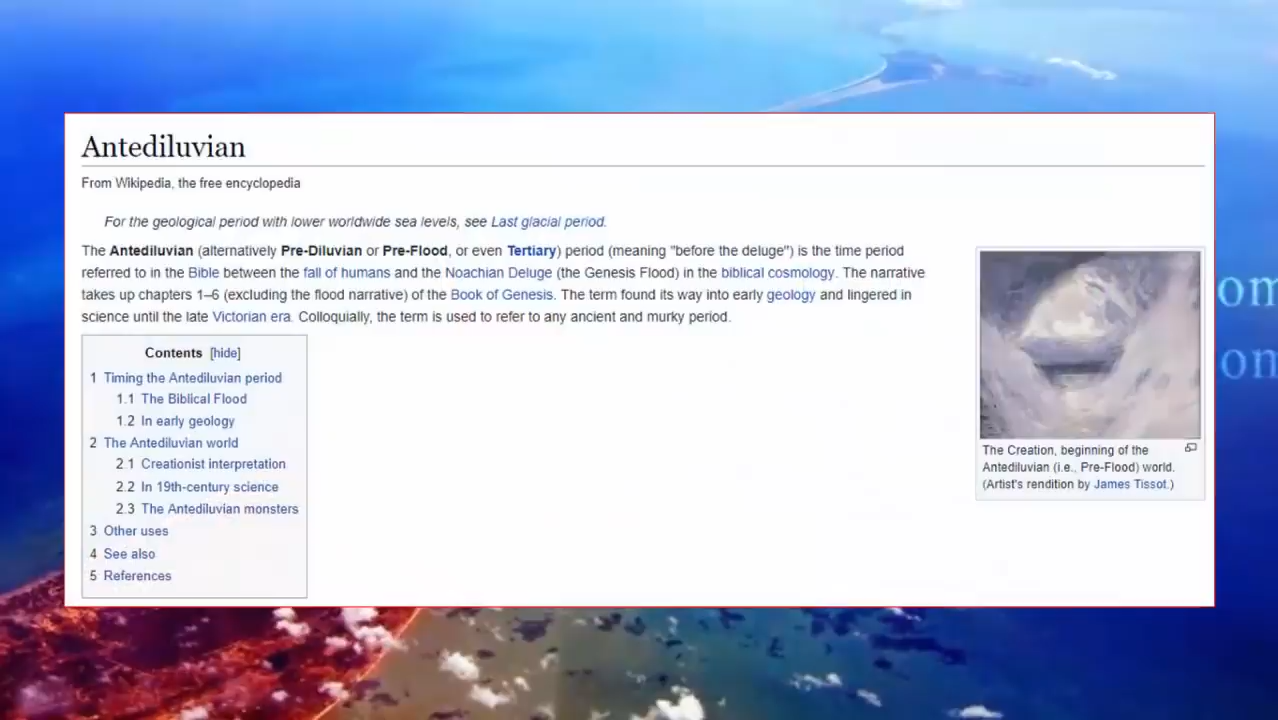 Antediluvian
From Wikipedia, the free encyclopedia
For the geological period with lower worldwide sea levels, see Last glacial period.
The Antediluvian (alternatively Pre-Diluvian or Pre-Flood, or even Tertiary) period (meaning "before the deluge") is the time period
referred to in the Bible between the fall of humans and the Noachian Deluge (the Genesis Flood) in the biblical cosmology. The narrative
takes up chapters 1–6 (excluding the flood narrative) of the Book of Genesis. The term found its way into early geology and lingered in
science until the late Victorian era. Colloquially, the term is used to refer to any ancient and murky period.
Contents [hide]
1 Timing the Antediluvian period
1.1 The Biblical Flood
1.2 In early geology
2 The Antediluvian world
2.1 Creationist interpretation
2.2 In 19th-century science
2.3 The Antediluvian monsters
3 Other uses
4 See also
5 References
The Creation, beginning of the
Antediluvian (i.e., Pre-Flood) world.
(Artist's rendition by James Tissot.)